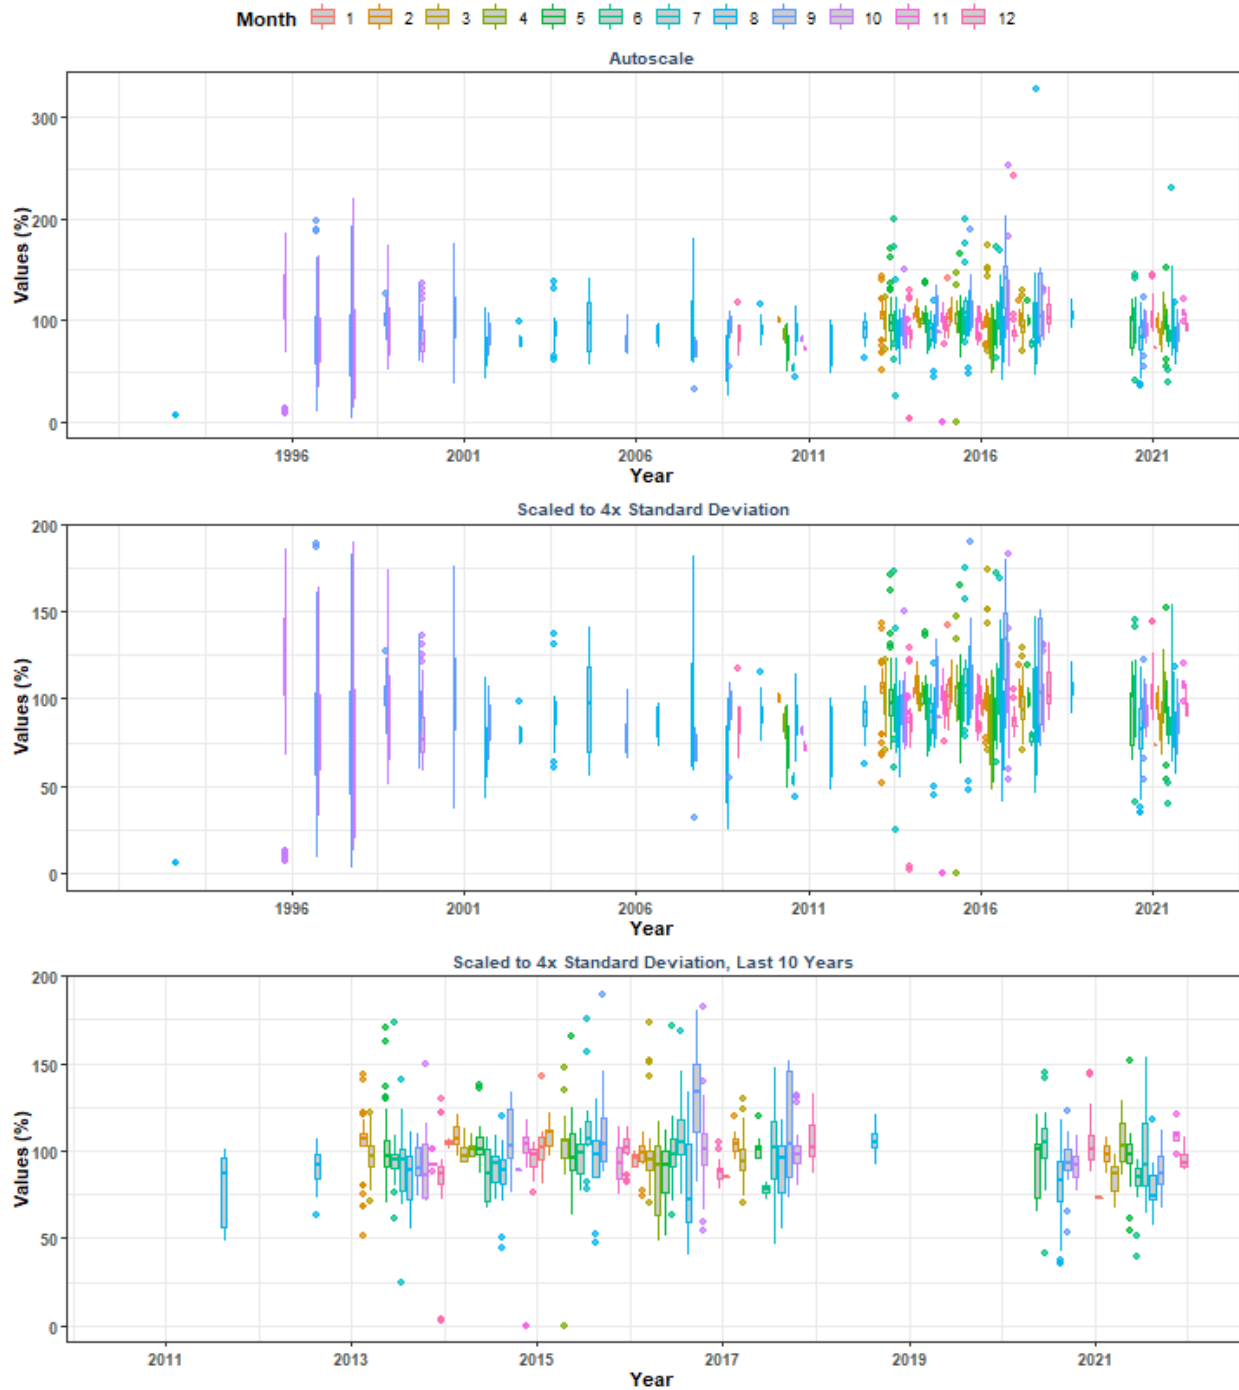 Month 1 2 3 4 5 6 7 8 9 10 11 12
Autoscale
Values (%)
300
200
100
0
1996 2001 2006 2011 2016 2021
Year
Scaled to 4x Standard Deviation
Values (%)
200
150
100
50
0
1996 2001 2006 2011 2016 2021
Year
Scaled to 4x Standard Deviation, Last 10 Years
Values (%)
200
150
100
50
0
2011 2013 2015 2017 2019 2021
Year